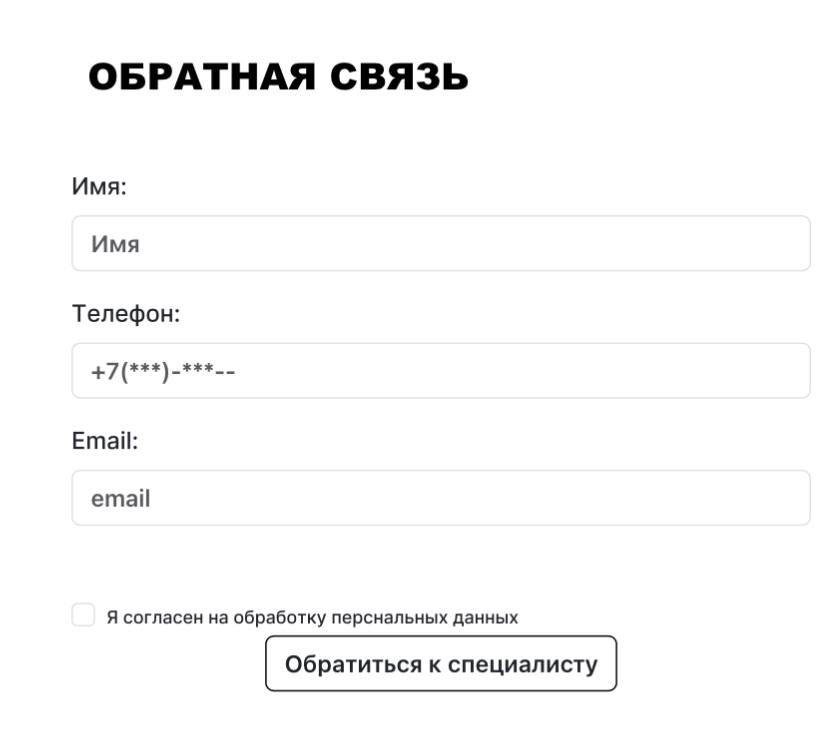 ОБРАТНАЯ СВЯЗЬ
Имя:
Имя
Телефон:
+7(***)-***--
Email:
email
Я согласен на обработку перснальных данных
Обратиться к специалисту